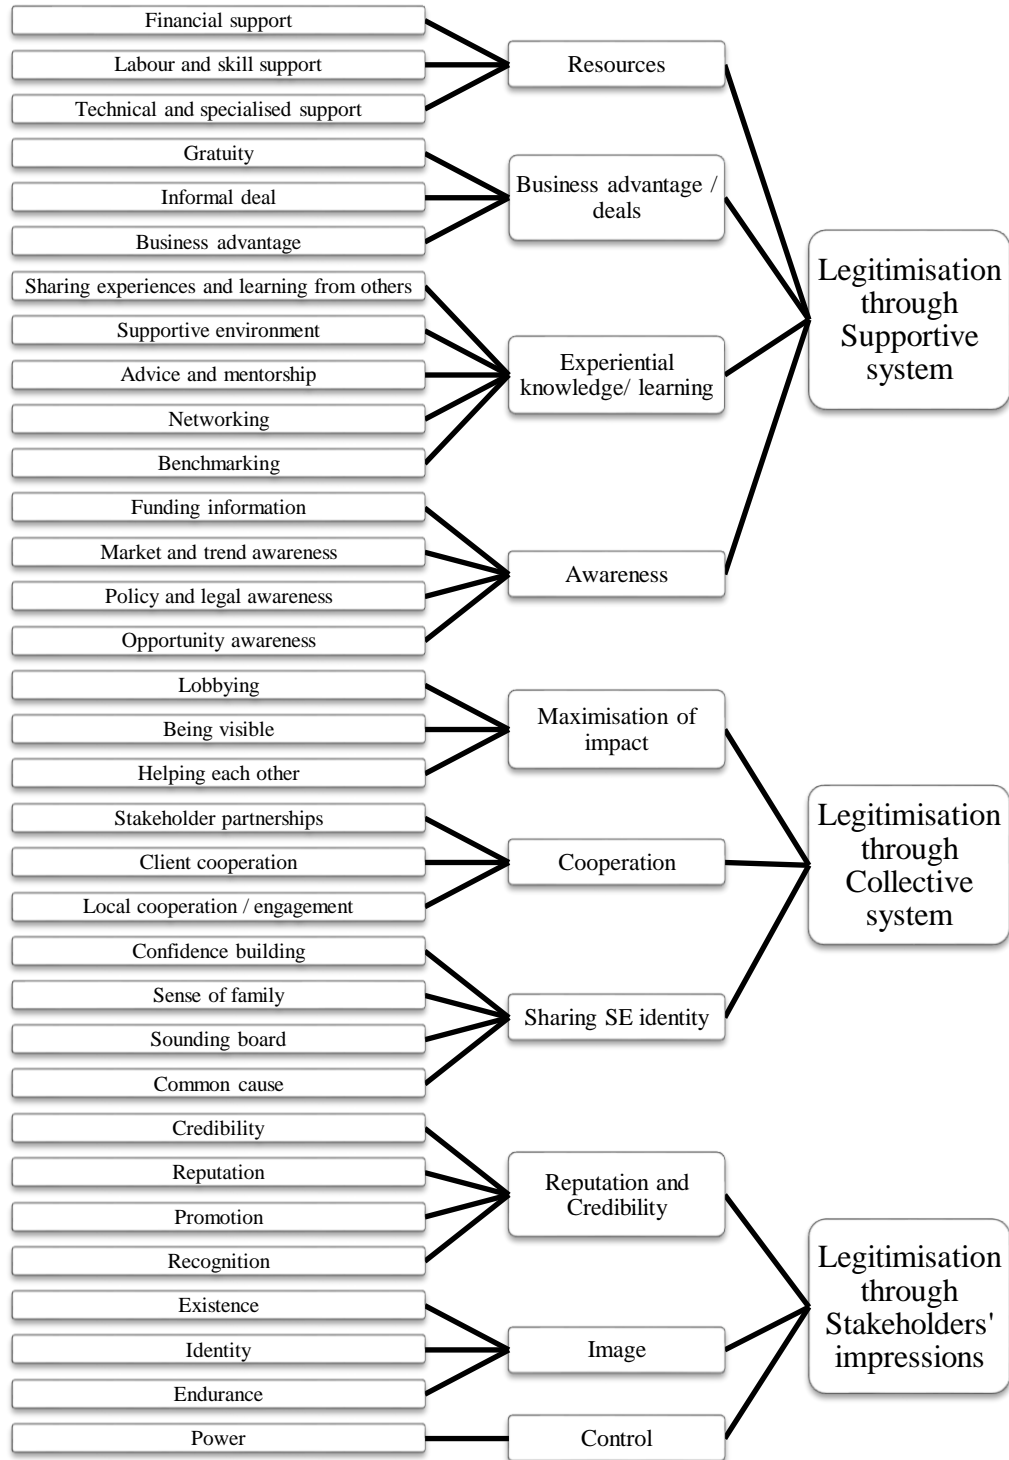 Financial support
Labour and skill support
Technical and specialised support
Resources
Gratuity
Informal deal
Business advantage
Business advantage /
deals
Sharing experiences and learning from others
Supportive environment
Advice and mentorship
Networking
Benchmarking
Experiential
knowledge/ learning
Funding information
Market and trend awareness
Policy and legal awareness
Opportunity awareness
Awareness
Legitimisation
through
Supportive
system
Lobbying
Being visible
Helping each other
Maximisation of
impact
Stakeholder partnerships
Client cooperation
Local cooperation / engagement
Cooperation
Confidence building
Sense of family
Sounding board
Common cause
Sharing SE identity
Legitimisation
through
Collective
system
Credibility
Reputation
Promotion
Recognition
Reputation and
Credibility
Existence
Identity
Endurance
Image
Power
Control
Legitimisation
through
Stakeholders'
impressions